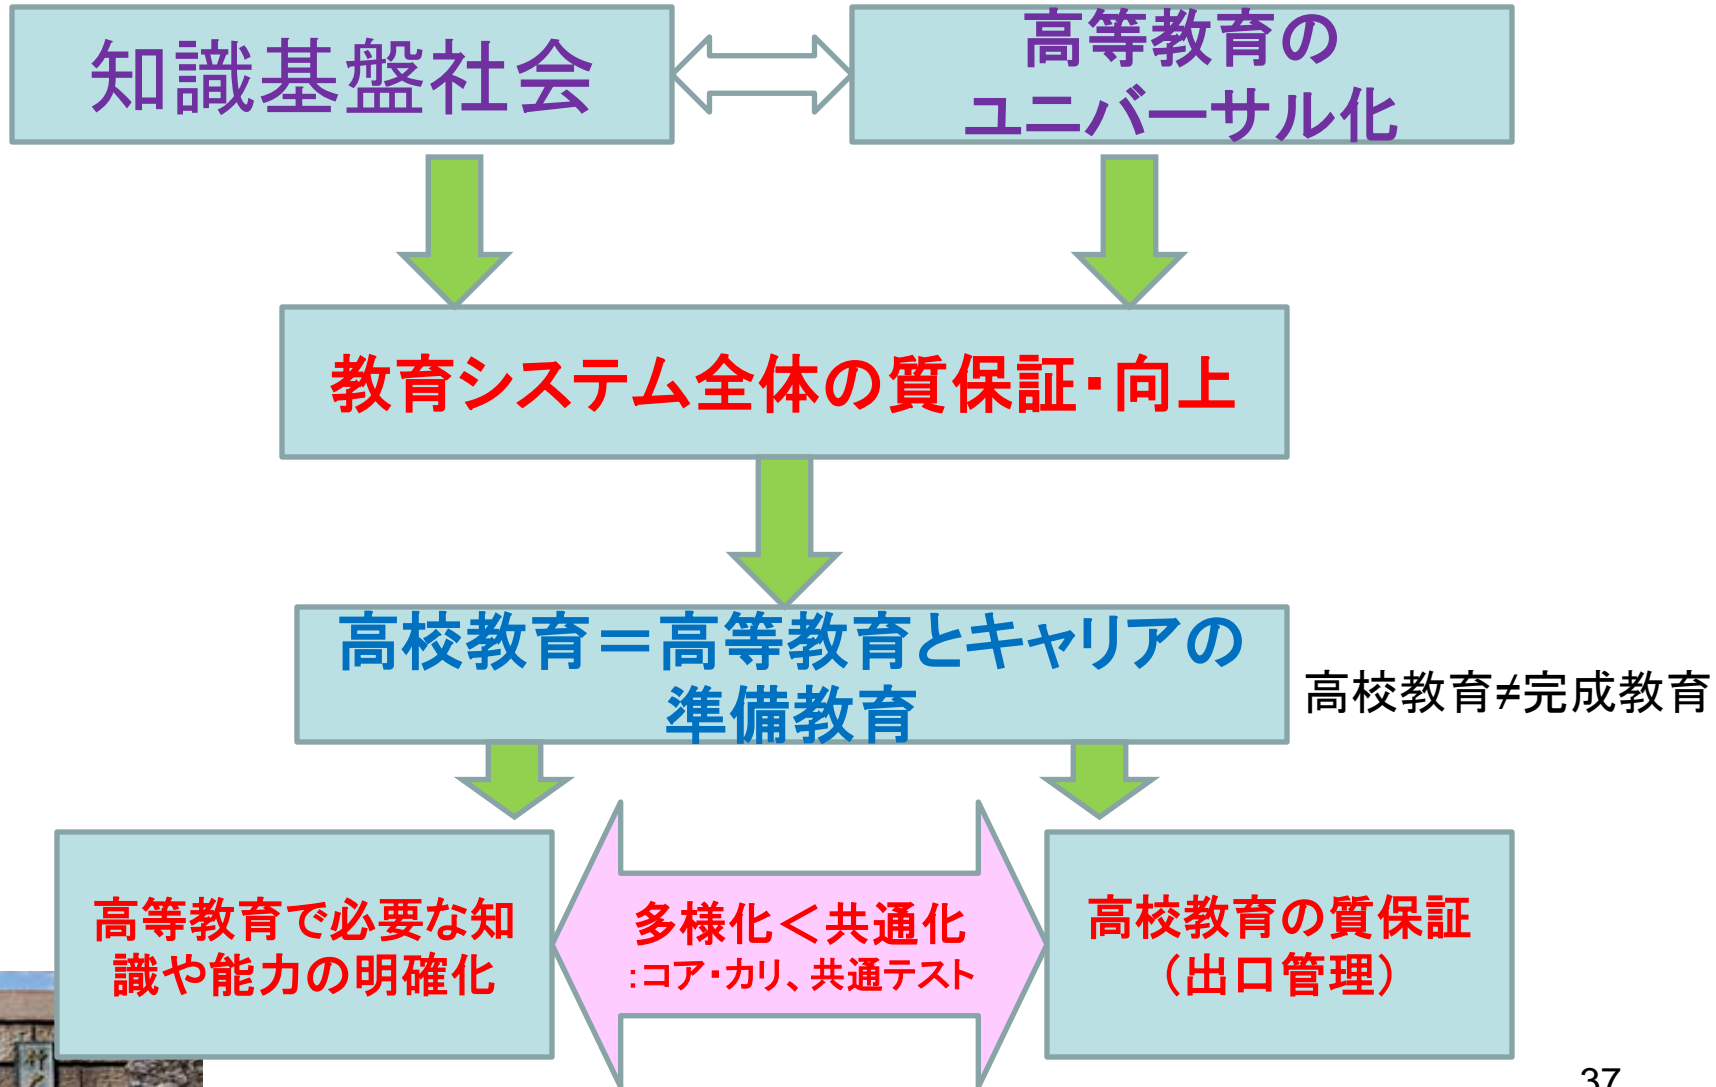 知識基盤社会
高等教育の
ユニバーサル化
教育システム全体の質保証・向上
高校教育＝高等教育とキャリアの
準備教育
高校教育≠完成教育
高等教育で必要な知
識や能力の明確化
多様化＜共通化
：コア・カリ、共通テスト
高校教育の質保証
（出口管理）
37